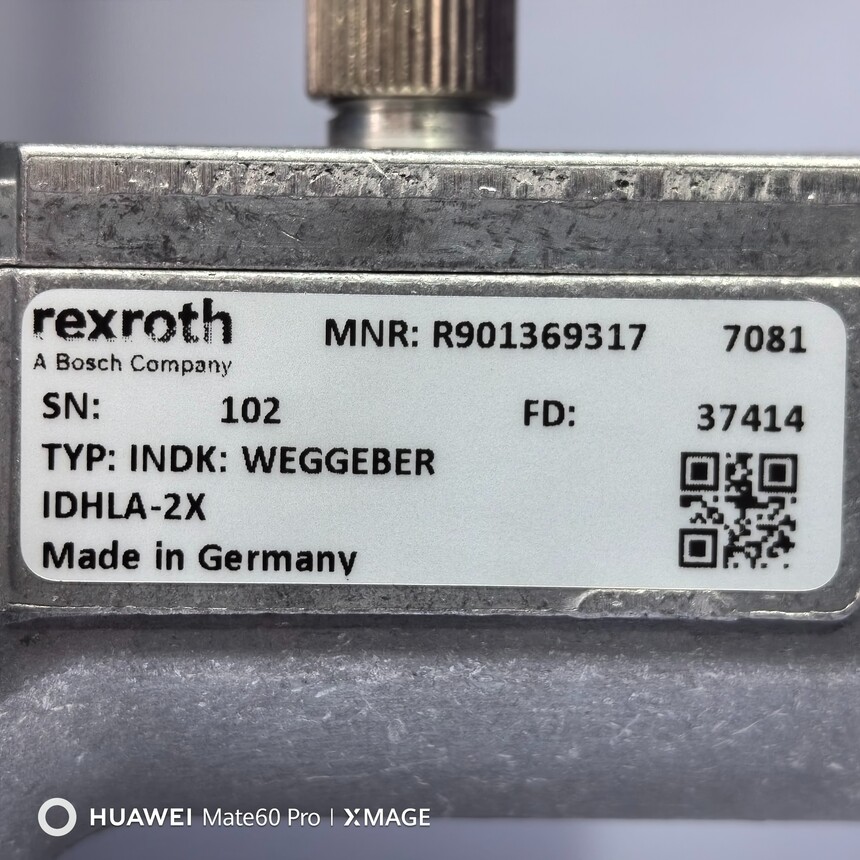 rexroth
A Bosch Company
MNR: R901369317 7081
SN: 102 FD: 37414
TYP: INDK: WEGGEBER
IDHLA-2X
Made in Germany
HUAWEI Mate60 Pro | XMAGE